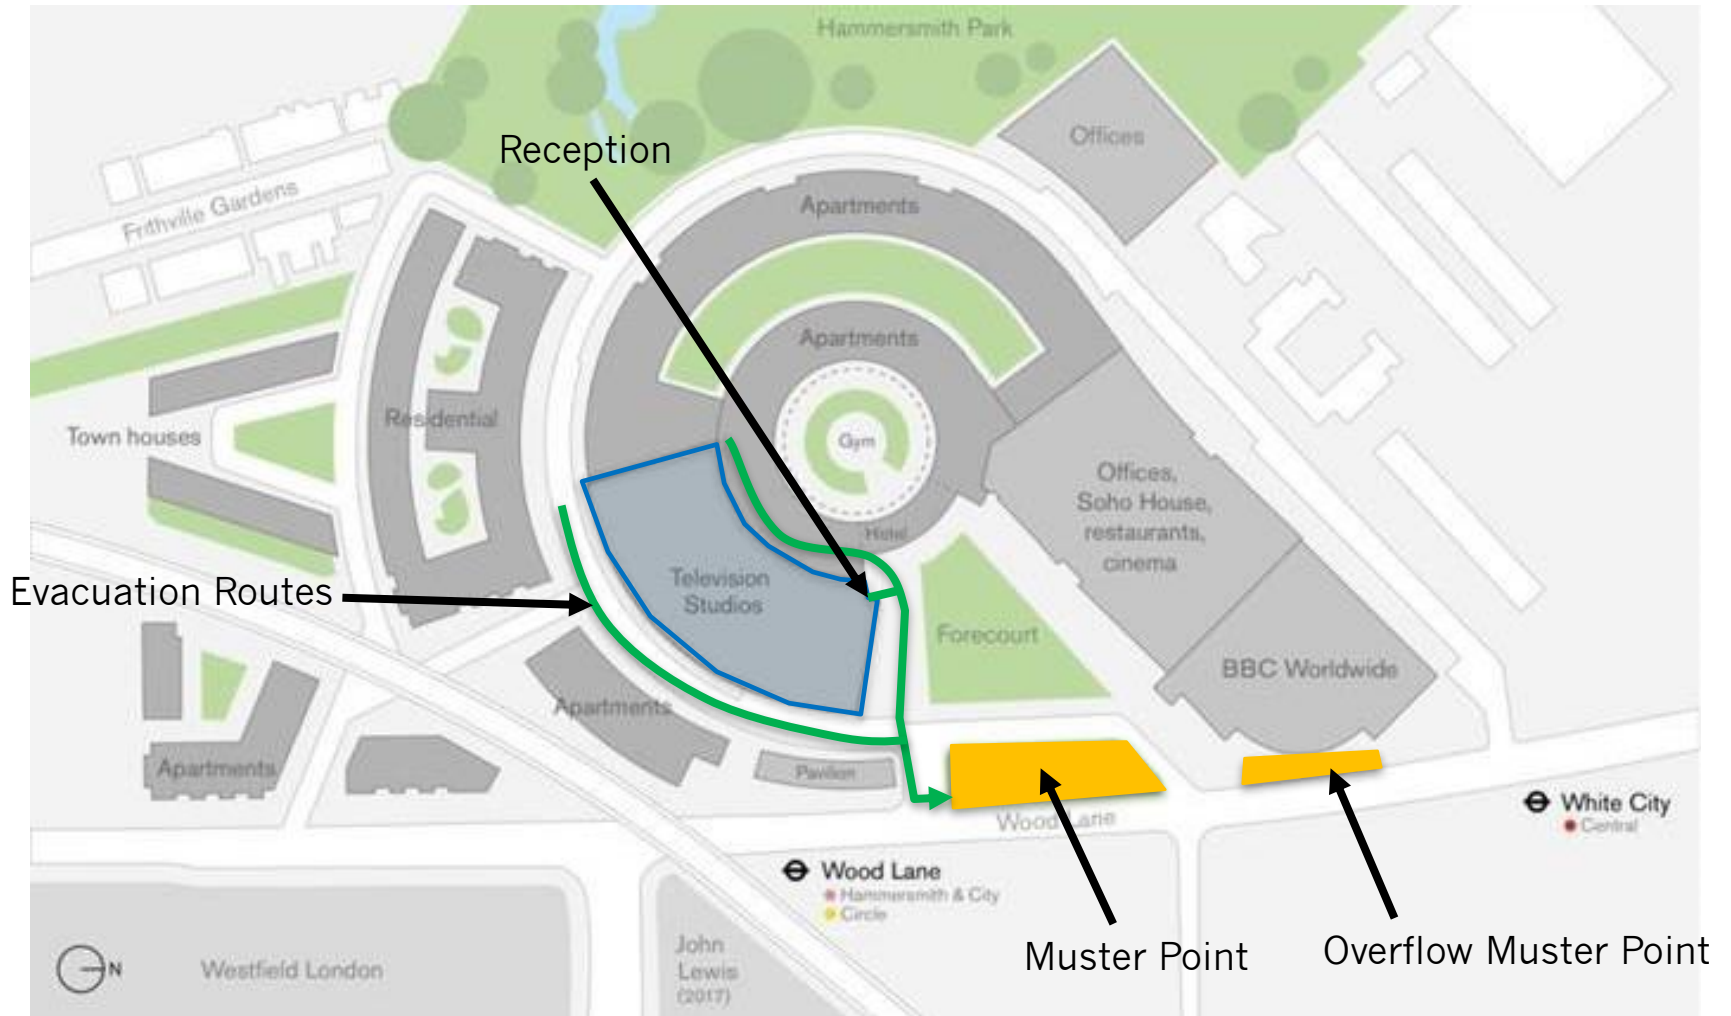 Hammersmith Park
Offices
Reception
Frithville Gardens
Apartments
Apartments
Town houses
Residential
Gym
Offices,
Soho House,
restaurants,
cinema
Hotel
Television
Studios
Evacuation Routes
Forecourt
BBC Worldwide
Apartments
Apartments
Pavilion
Wood Lane
White City
Central
Wood Lane
Hammersmith & City
Circle
Muster Point
Overflow Muster Point
John
Lewis
(2017)
N
Westfield London